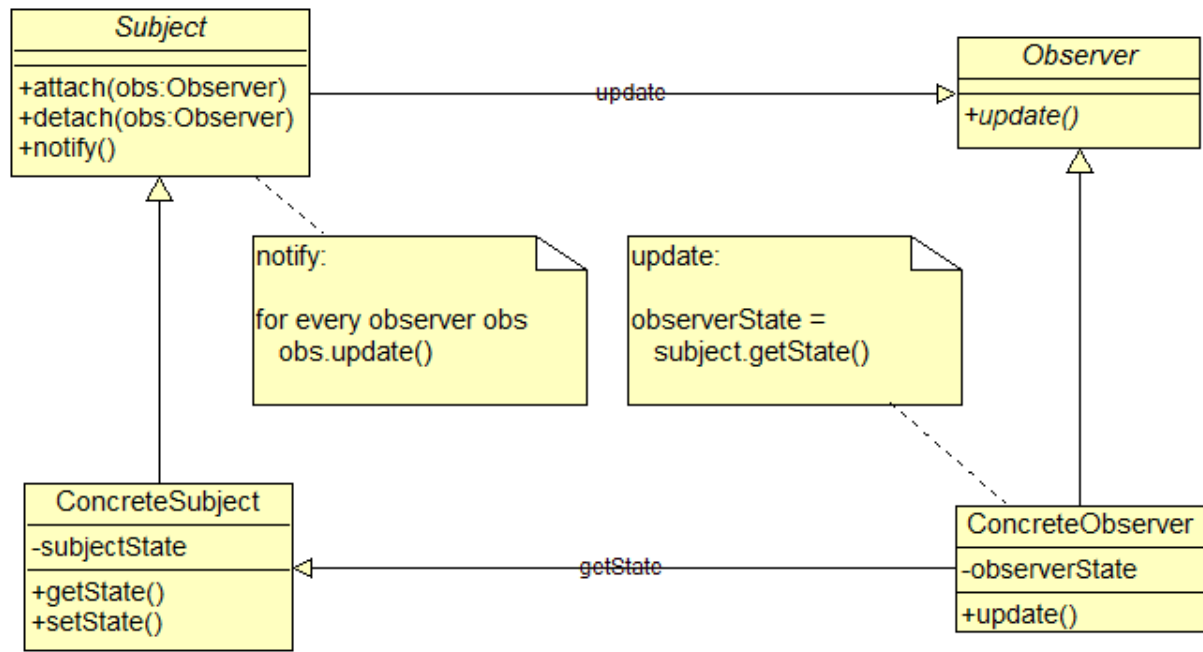 Subject
+attach(obs:Observer)
+detach(obs:Observer)
+notify()
update
Observer
+update()
notify:
for every observer obs
obs.update()
update:
observerState =
subject.getState()
ConcreteSubject
-subjectState
+getState()
+setState()
getState
ConcreteObserver
-observerState
+update()